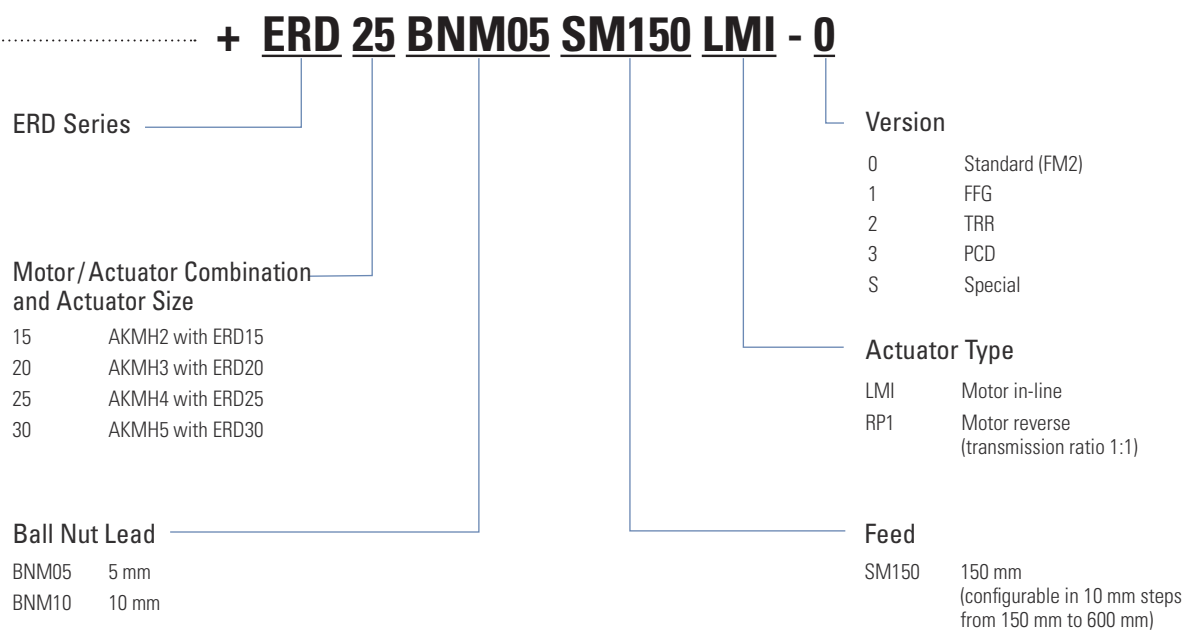 + ERD 25 BNM05 SM150 LMI - 0
ERD Series
Motor/Actuator Combination
and Actuator Size
15 AKMH2 with ERD15
20 AKMH3 with ERD20
25 AKMH4 with ERD25
30 AKMH5 with ERD30
Ball Nut Lead
BNM05 5 mm
BNM10 10 mm
Version
0 Standard (FM2)
1 FFG
2 TRR
3 PCD
S Special
Actuator Type
LMI Motor in-line
RP1 Motor reverse
(transmission ratio 1:1)
Feed
SM150 150 mm
(configurable in 10 mm steps
from 150 mm to 600 mm)